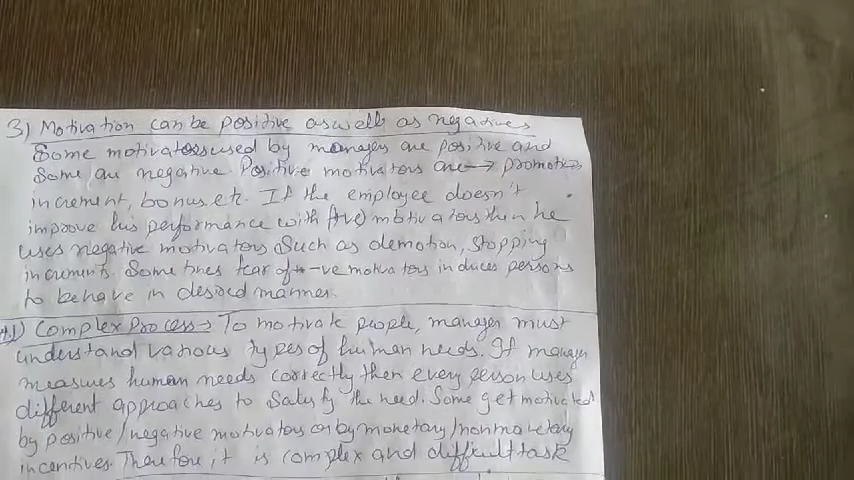 3) Motivation can be positive aswell as negatives
Some motivators used by manages are positive and
Some are negative. Positive motivators are → promotion
increment, bonus etc. If the employee doesn't
improve his performance with (+ve) motivators then he
uses negative motivators Such as demotion, Stopping
increments. Sometimes fear of -ve motivators induces persons
to behave in desired manner.
4) Complex Process → To motivate people, manager must
understand various types of human needs. If manager
measures human needs correctly then every person uses
different approaches to Satisfy the need. Some get motivated
by positive/negative motivators or by monetary/nonmonetary
incentives. Therefore, it is complex and difficult task